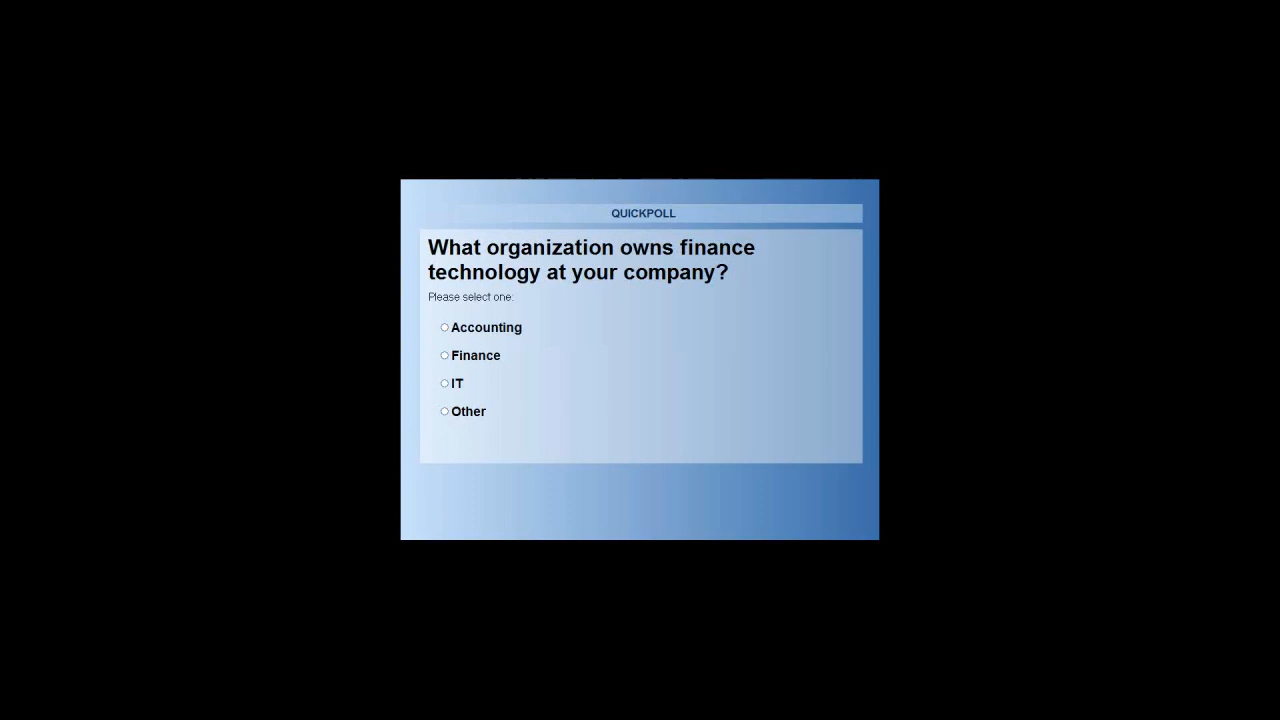 QUICKPOLL
What organization owns finance
technology at your company?
Please select one:
Accounting
Finance
IT
Other